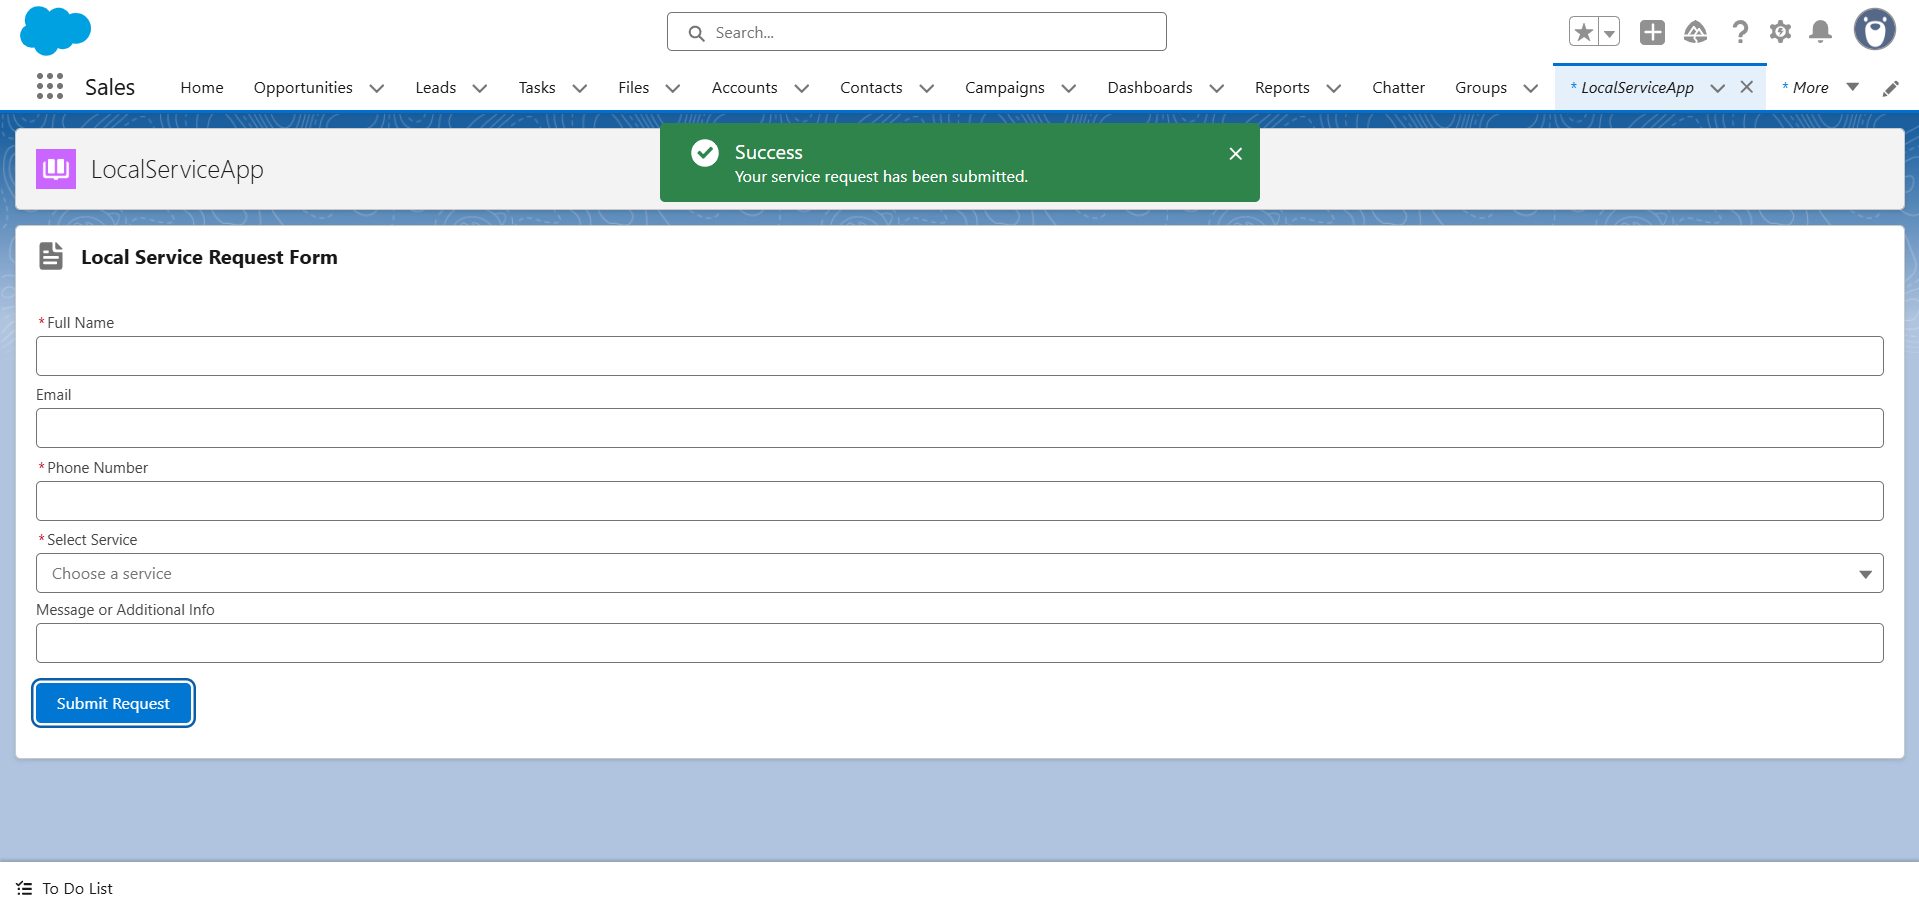 Search...
Sales
Home
Opportunities
Leads
Tasks
Files
Accounts
Contacts
Campaigns
Dashboards
Reports
Chatter
Groups
* LocalServiceApp
* More
LocalServiceApp
Success
Your service request has been submitted.
Local Service Request Form
*Full Name
Email
*Phone Number
*Select Service
Choose a service
Message or Additional Info
Submit Request
To Do List